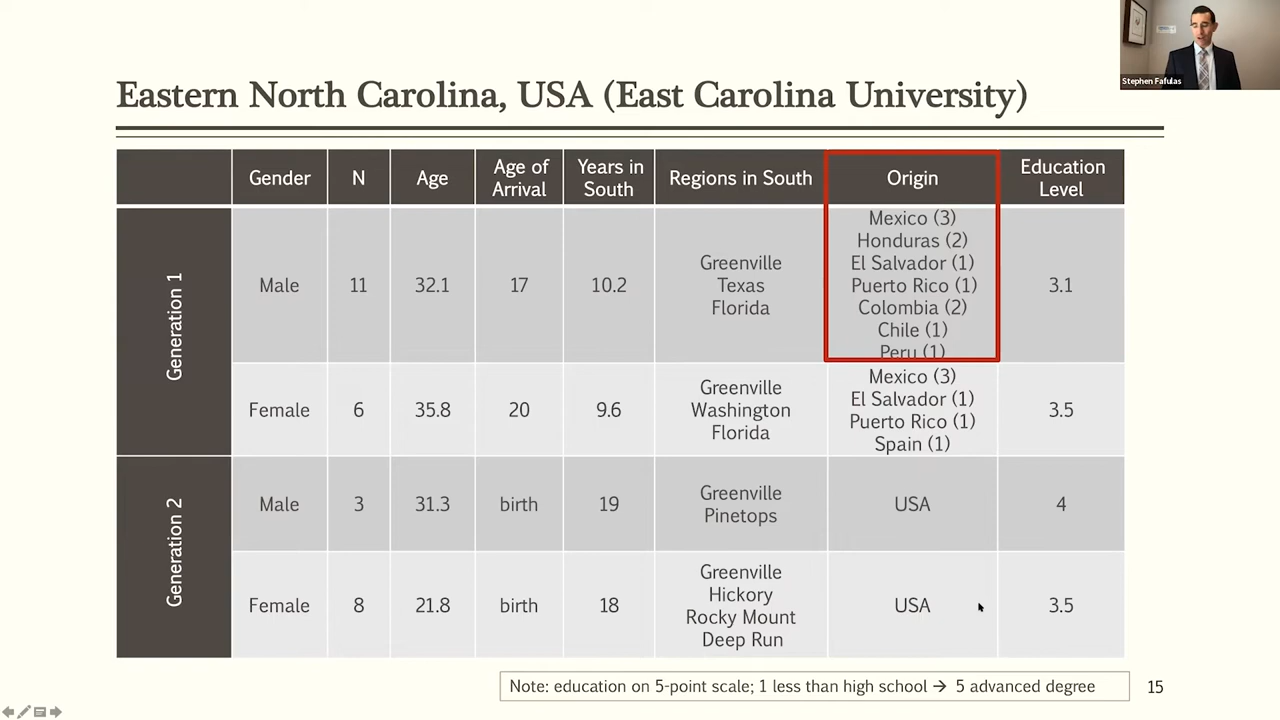 Stephen Fafulas
Eastern North Carolina, USA (East Carolina University)
Gender
N
Age
Age of
Arrival
Years in
South
Regions in South
Origin
Education
Level
Generation 1
Male
11
32.1
17
10.2
Greenville
Texas
Florida
Mexico (3)
Honduras (2)
El Salvador (1)
Puerto Rico (1)
Colombia (2)
Chile (1)
Peru (1)
3.1
Female
6
35.8
20
9.6
Greenville
Washington
Florida
Mexico (3)
El Salvador (1)
Puerto Rico (1)
Spain (1)
3.5
Generation 2
Male
3
31.3
birth
19
Greenville
Pinetops
USA
4
Female
8
21.8
birth
18
Greenville
Hickory
Rocky Mount
Deep Run
USA
3.5
Note: education on 5-point scale; 1 less than high school → 5 advanced degree
15